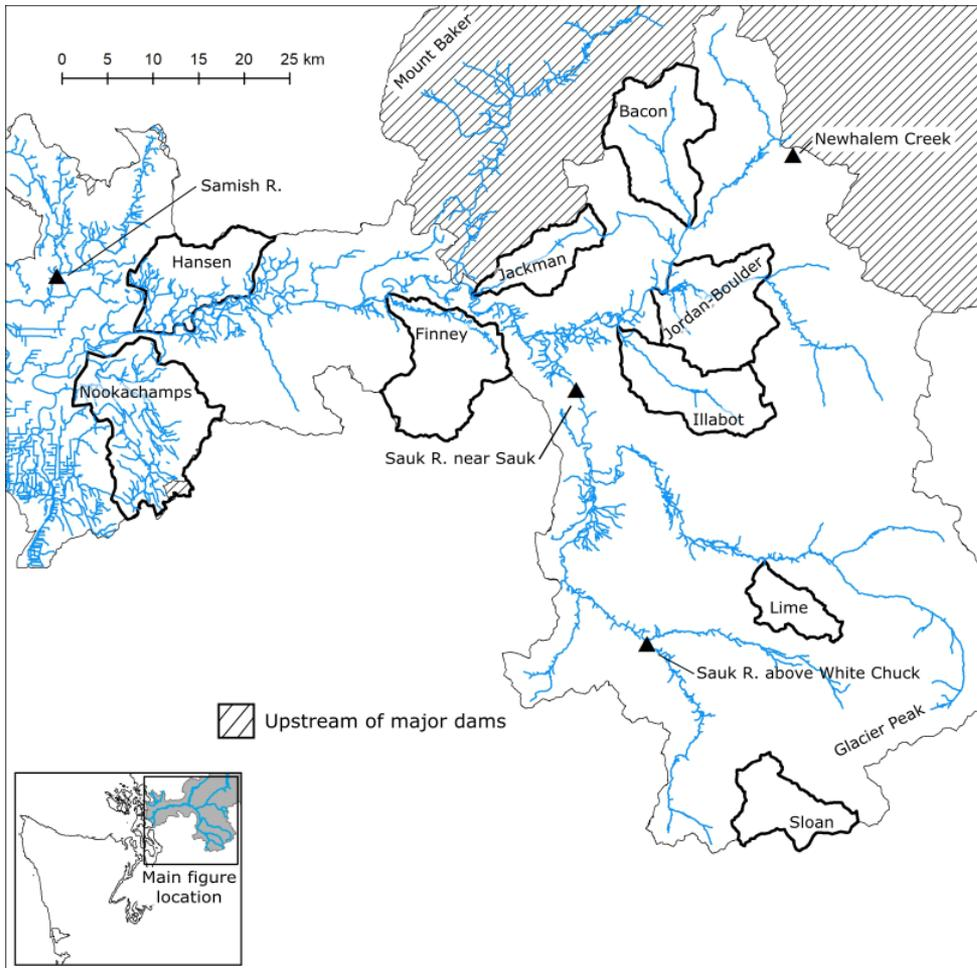 Mount Baker
0 5 10 15 20 25 km
Bacon
Newhalem Creek
Samish R.
Hansen
Jackman
Jordan-Boulder
Finney
Nookachamps
Illabot
Sauk R. near Sauk
Lime
Sauk R. above White Chuck
Upstream of major dams
Glacier Peak
Sloan
Main figure
location